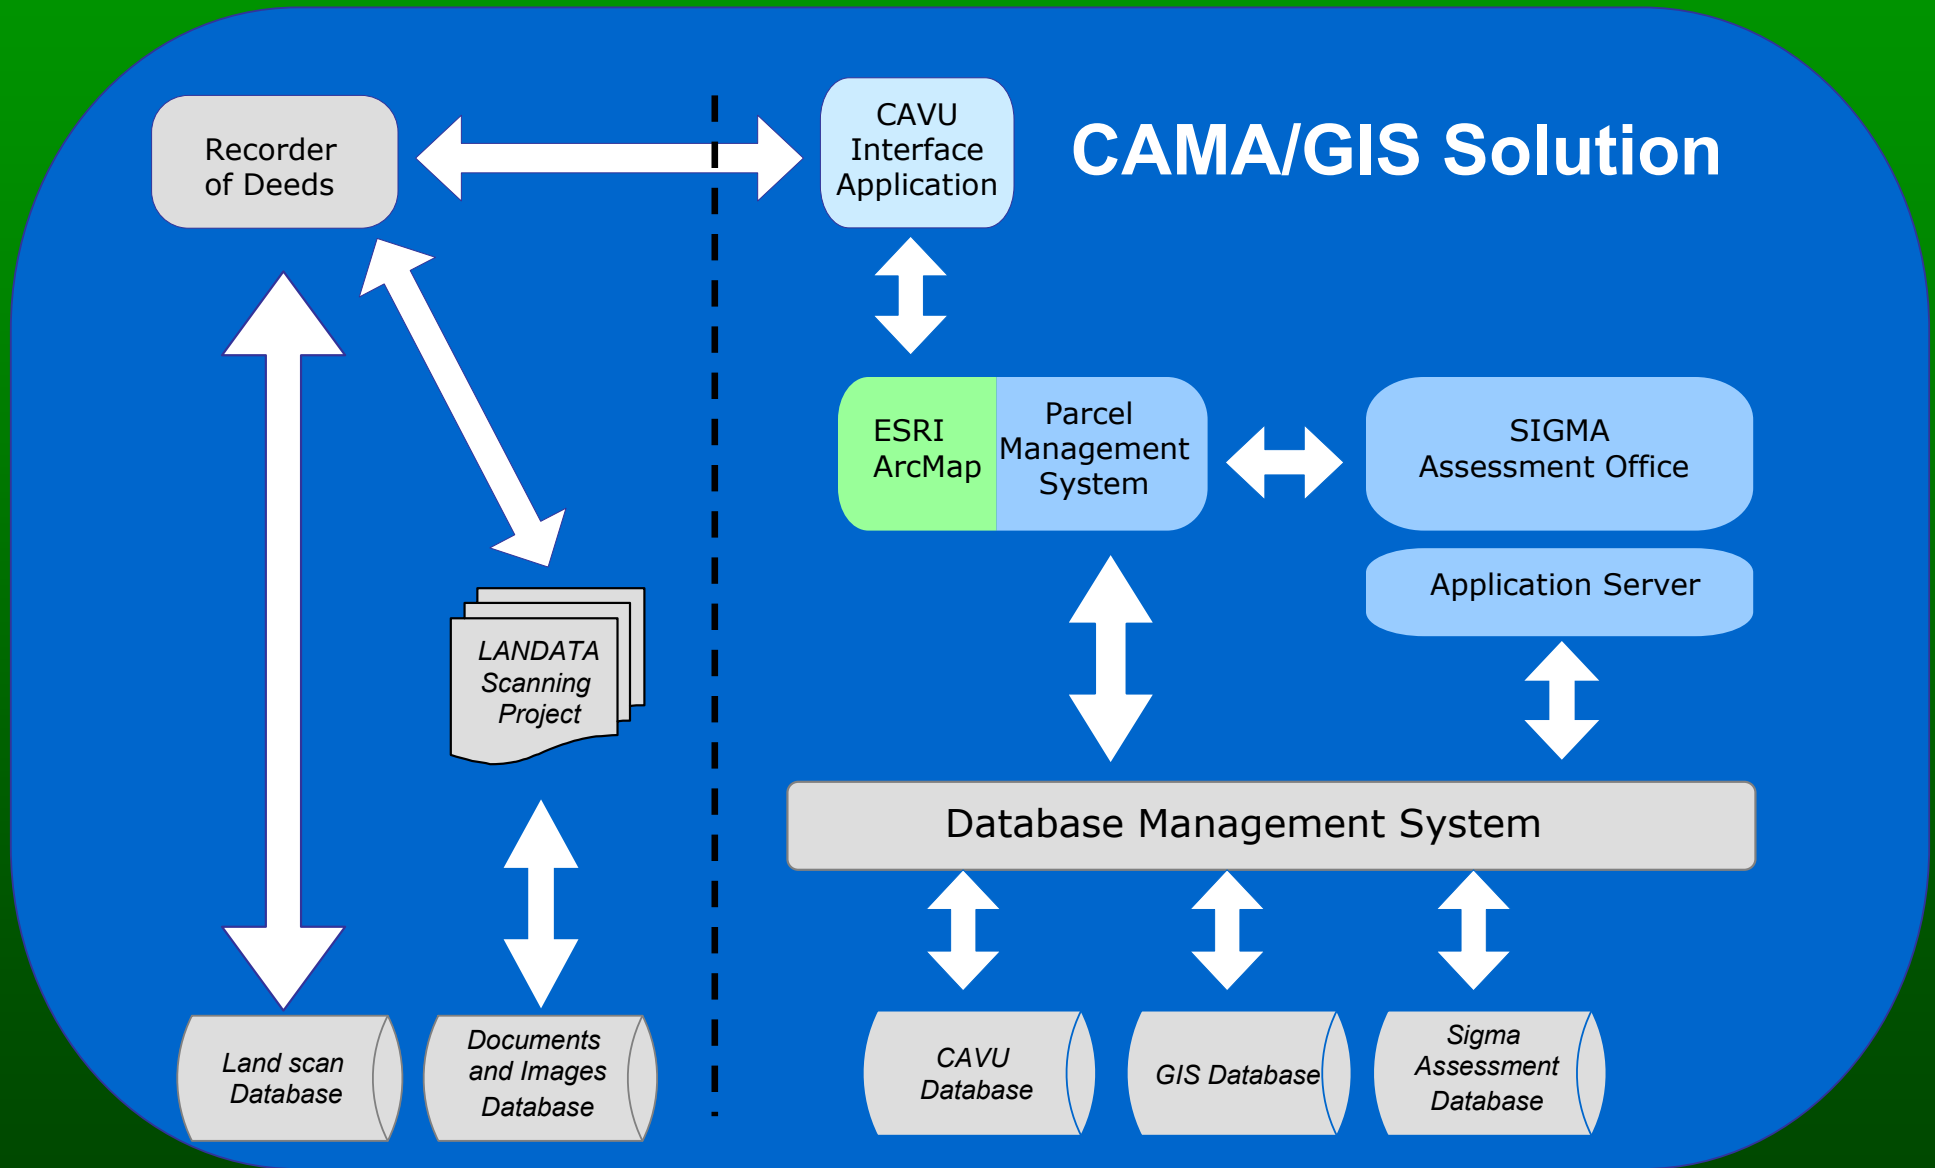 CAMA/GIS Solution
Recorder
of Deeds
CAVU
Interface
Application
ESRI
ArcMap
Parcel
Management
System
SIGMA
Assessment Office
Application Server
LANDATA
Scanning
Project
Database Management System
Land scan
Database
Documents
and Images
Database
CAVU
Database
GIS Database
Sigma
Assessment
Database